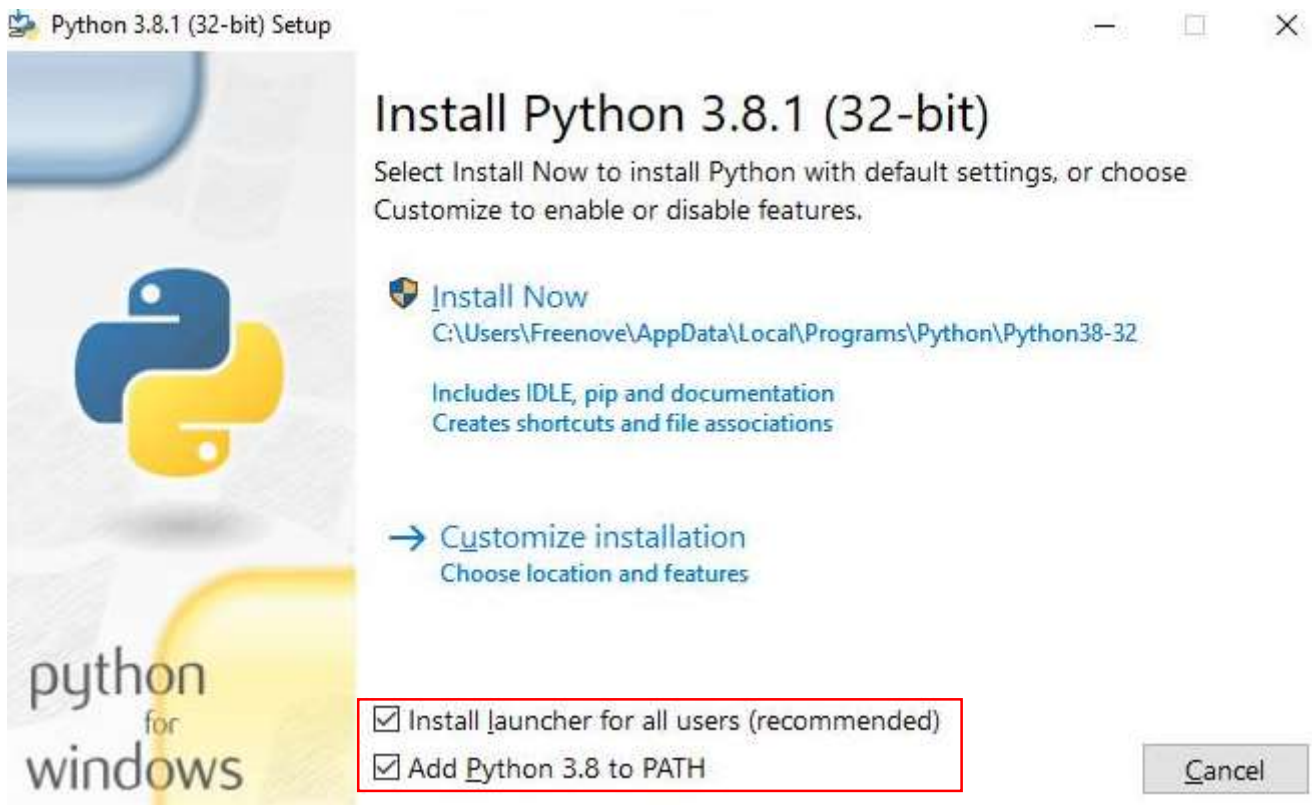 Python 3.8.1 (32-bit) Setup
Install Python 3.8.1 (32-bit)
Select Install Now to install Python with default settings, or choose
Customize to enable or disable features.
Install Now
C:\Users\Freenove\AppData\Local\Programs\Python\Python38-32
Includes IDLE, pip and documentation
Creates shortcuts and file associations
Customize installation
Choose location and features
python
for
windows
Install launcher for all users (recommended)
Add Python 3.8 to PATH
Cancel